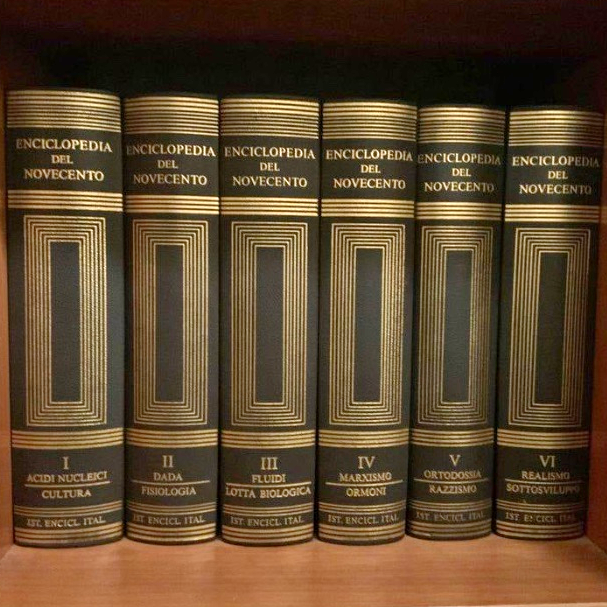 ENCICLOPEDIA
DEL
NOVECENTO
I
ACIDI NUCLEICI
CULTURA
IST. ENCICL. ITAL.
ENCICLOPEDIA
DEL
NOVECENTO
II
DADA
FISIOLOGIA
IST. ENCICL. ITAL.
ENCICLOPEDIA
DEL
NOVECENTO
III
FLUIDI
LOTTA BIOLOGICA
IST. ENCICL. ITAL.
ENCICLOPEDIA
DEL
NOVECENTO
IV
MARXISMO
ORMONI
IST. ENCICL. ITAL.
ENCICLOPEDIA
DEL
NOVECENTO
V
ORTODOSSIA
RAZZISMO
IST. ENCICL. ITAL.
ENCICLOPEDIA
DEL
NOVECENTO
VI
REALISMO
SOTTOSVILUPPO
IST. ENCICL. ITAL.